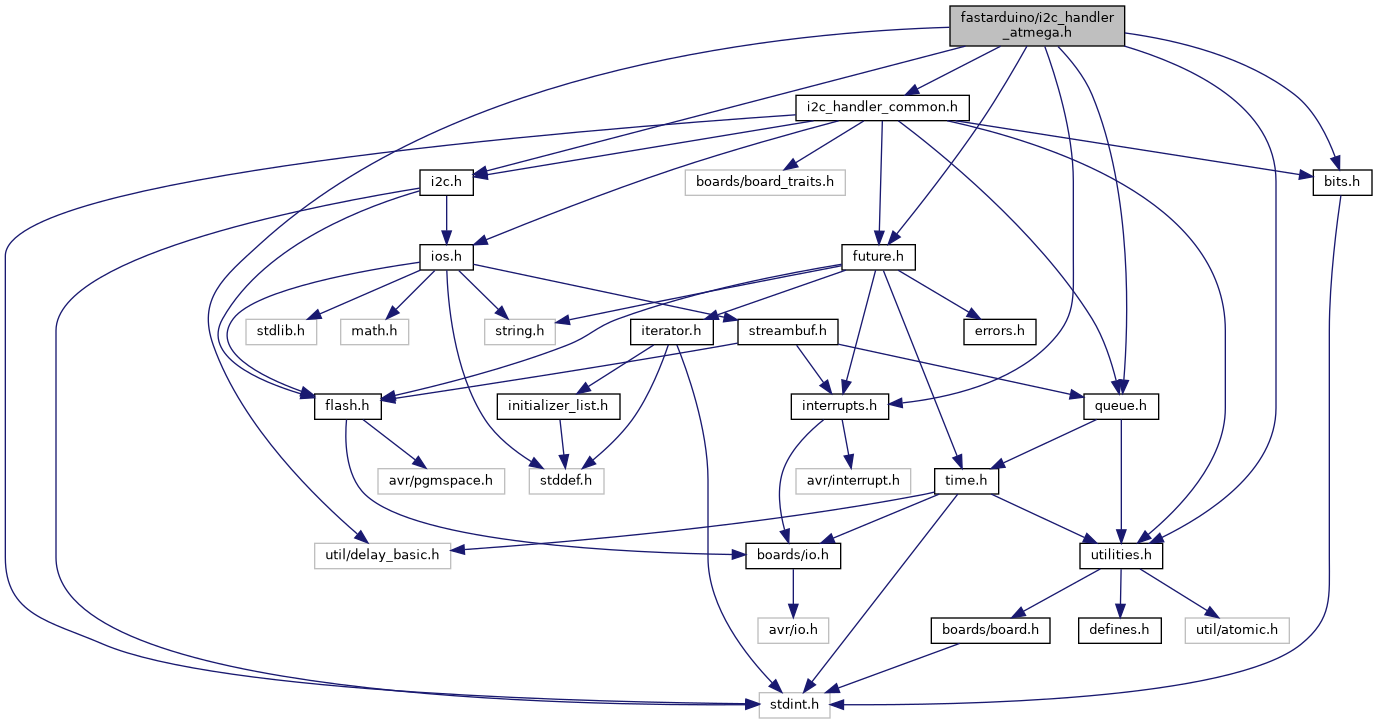 fastarduino/i2c_handler
_atmega.h
i2c_handler_common.h
i2c.h
boards/board_traits.h
bits.h
ios.h
future.h
stdlib.h
math.h
string.h
iterator.h
streambuf.h
errors.h
flash.h
initializer_list.h
interrupts.h
queue.h
avr/pgmspace.h
stddef.h
avr/interrupt.h
time.h
util/delay_basic.h
boards/io.h
utilities.h
avr/io.h
boards/board.h
defines.h
util/atomic.h
stdint.h